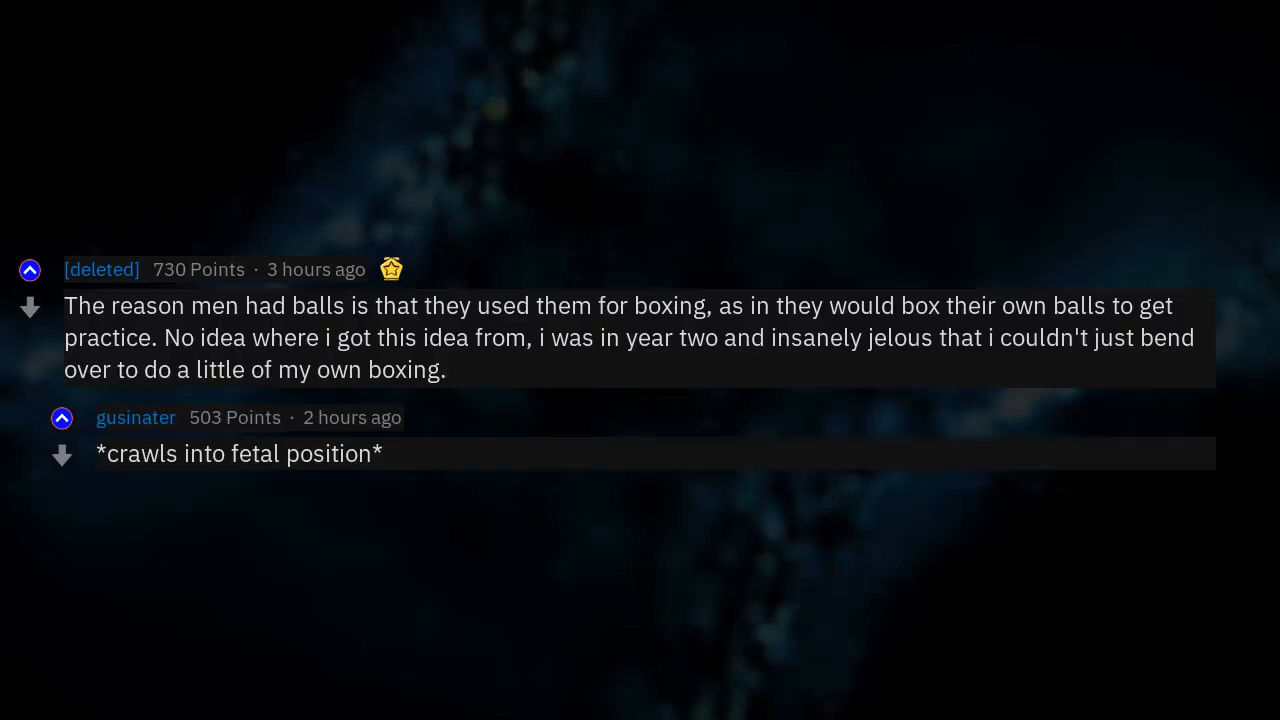 [deleted] 730 Points · 3 hours ago
The reason men had balls is that they used them for boxing, as in they would box their own balls to get
practice. No idea where i got this idea from, i was in year two and insanely jelous that i couldn't just bend
over to do a little of my own boxing.
gusinater 503 Points · 2 hours ago
*crawls into fetal position*